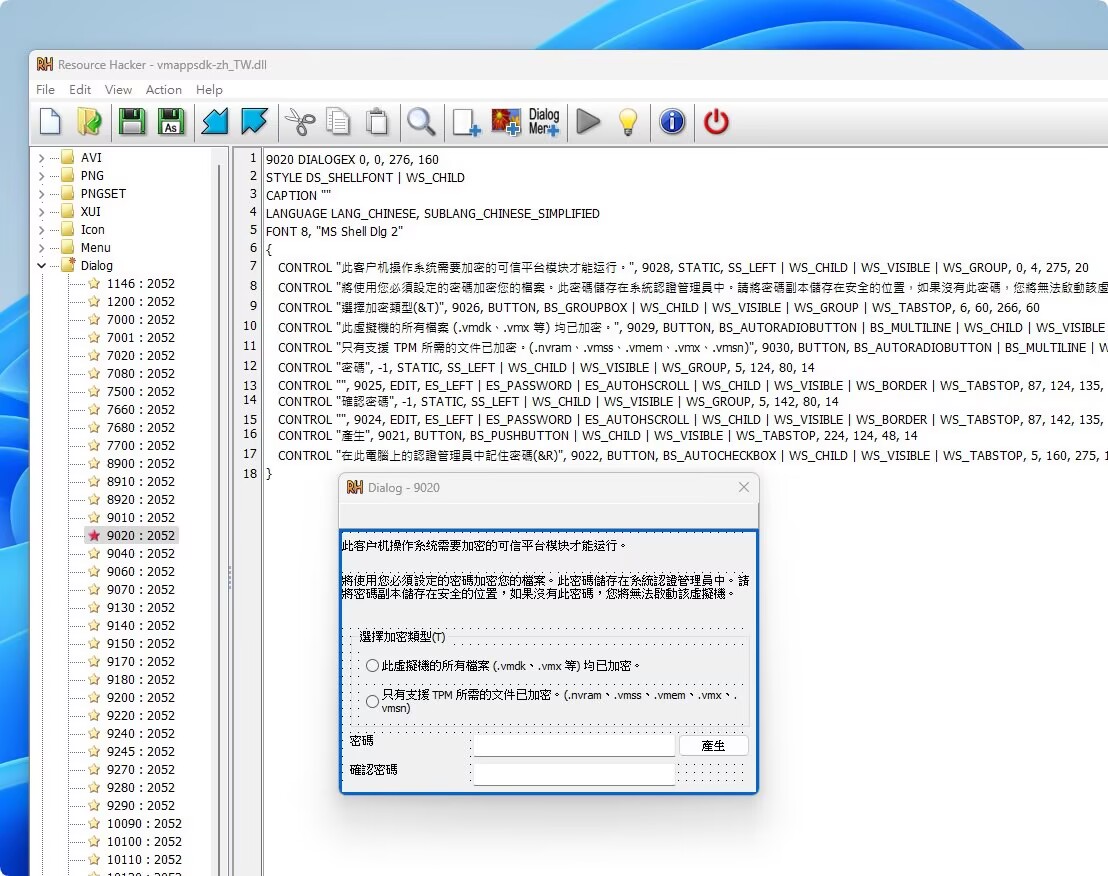 Resource Hacker - vmappsdk-zh_TW.dll
File Edit View Action Help
As
Dialog
Men
AVI
PNG
PNGSET
XUI
Icon
Menu
Dialog
1146 : 2052
1200 : 2052
7000 : 2052
7001 : 2052
7020 : 2052
7080 : 2052
7500 : 2052
7660 : 2052
7680 : 2052
7700 : 2052
8900 : 2052
8910 : 2052
8920 : 2052
9010 : 2052
9020 : 2052
9040 : 2052
9060 : 2052
9070 : 2052
9130 : 2052
9140 : 2052
9150 : 2052
9170 : 2052
9180 : 2052
9200 : 2052
9220 : 2052
9240 : 2052
9245 : 2052
9270 : 2052
9280 : 2052
9290 : 2052
10090 : 2052
10100 : 2052
10110 : 2052
1 9020 DIALOGEX 0, 0, 276, 160
2 STYLE DS_SHELLFONT | WS_CHILD
3 CAPTION ""
4 LANGUAGE LANG_CHINESE, SUBLANG_CHINESE_SIMPLIFIED
5 FONT 8, "MS Shell Dlg 2"
6 {
7 CONTROL "此客户机操作系统需要加密的可信平台模块才能运行。", 9028, STATIC, SS_LEFT | WS_CHILD | WS_VISIBLE | WS_GROUP, 0, 4, 275, 20
8 CONTROL "將使用您必須設定的密碼加密您的檔案。此密碼儲存在系統認證管理員中。請將密碼副本儲存在安全的位置，如果沒有此密碼，您將無法啟動該虛
9 CONTROL "選擇加密類型(&T)", 9026, BUTTON, BS_GROUPBOX | WS_CHILD | WS_VISIBLE | WS_GROUP | WS_TABSTOP, 6, 60, 266, 60
10 CONTROL "此虛擬機的所有檔案 (.vmdk、.vmx 等) 均已加密。", 9029, BUTTON, BS_AUTORADIOBUTTON | BS_MULTILINE | WS_CHILD | WS_VISIBLE
11 CONTROL "只有支援 TPM 所需的文件已加密。(.nvram、.vmss、.vmem、.vmx、.vmsn)", 9030, BUTTON, BS_AUTORADIOBUTTON | BS_MULTILINE | W
12 CONTROL "密碼", -1, STATIC, SS_LEFT | WS_CHILD | WS_VISIBLE | WS_GROUP, 5, 124, 80, 14
13 CONTROL "", 9025, EDIT, ES_LEFT | ES_PASSWORD | ES_AUTOHSCROLL | WS_CHILD | WS_VISIBLE | WS_BORDER | WS_TABSTOP, 87, 124, 135,
14 CONTROL "確認密碼", -1, STATIC, SS_LEFT | WS_CHILD | WS_VISIBLE | WS_GROUP, 5, 142, 80, 14
15 CONTROL "", 9024, EDIT, ES_LEFT | ES_PASSWORD | ES_AUTOHSCROLL | WS_CHILD | WS_VISIBLE | WS_BORDER | WS_TABSTOP, 87, 142, 135,
16 CONTROL "產生", 9021, BUTTON, BS_PUSHBUTTON | WS_CHILD | WS_VISIBLE | WS_TABSTOP, 224, 124, 48, 14
17 CONTROL "在此電腦上的認證管理員中記住密碼(&R)", 9022, BUTTON, BS_AUTOCHECKBOX | WS_CHILD | WS_VISIBLE | WS_TABSTOP, 5, 160, 275, 1
18 }
Dialog - 9020
此客户机操作系统需要加密的可信平台模块才能运行。
將使用您必須設定的密碼加密您的檔案。此密碼儲存在系統認證管理員中。請
將密碼副本儲存在安全的位置，如果沒有此密碼，您將無法啟動該虛擬機。
選擇加密類型(T)
此虛擬機的所有檔案 (.vmdk、.vmx 等) 均已加密。
只有支援 TPM 所需的文件已加密。(.nvram、.vmss、.vmem、.vmx、.
vmsn)
密碼
產生
確認密碼